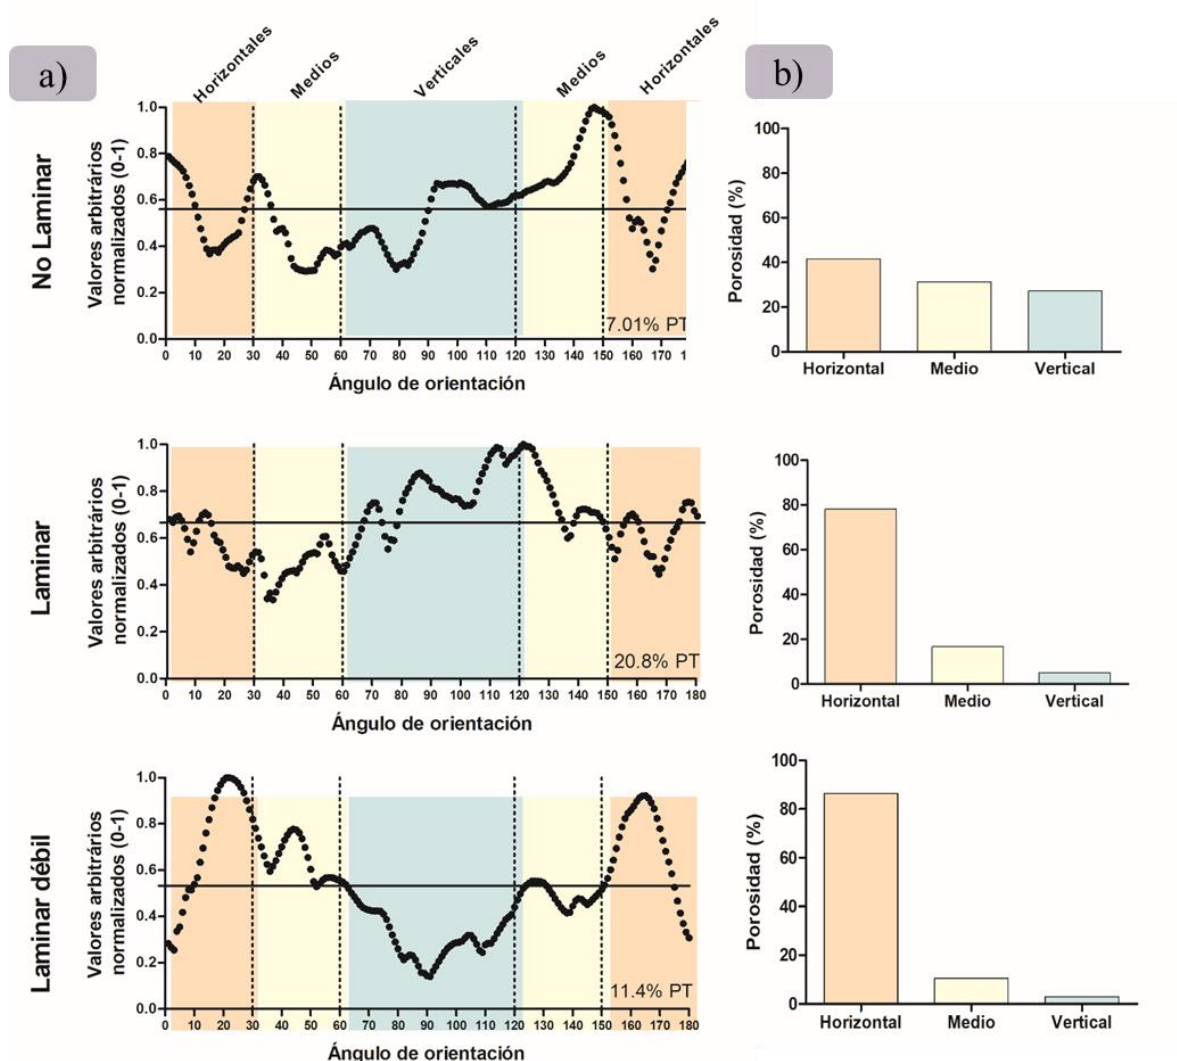 a)
Horizontales
Medios
Verticales
Medios
Horizontales
b)
No Laminar
Valores arbitrários
normalizados (0-1)
1.0
0.8
0.6
0.4
0.2
0.0
7.01% PT
0 10 20 30 40 50 60 70 80 90 100 110 120 130 140 150 160 170 1
Ángulo de orientación
Porosidad (%)
100
80
60
40
20
0
Horizontal Medio Vertical
Laminar
Valores arbitrários
normalizados (0-1)
1.0
0.8
0.6
0.4
0.2
0.0
20.8% PT
0 10 20 30 40 50 60 70 80 90 100 110 120 130 140 150 160 170 180
Ángulo de orientación
Porosidad (%)
100
80
60
40
20
0
Horizontal Medio Vertical
Laminar débil
Valores arbitrários
normalizados (0-1)
1.0
0.8
0.6
0.4
0.2
0.0
11.4% PT
0 10 20 30 40 50 60 70 80 90 100 110 120 130 140 150 160 170 180
Ángulo de orientación
Porosidad (%)
100
80
60
40
20
0
Horizontal Medio Vertical